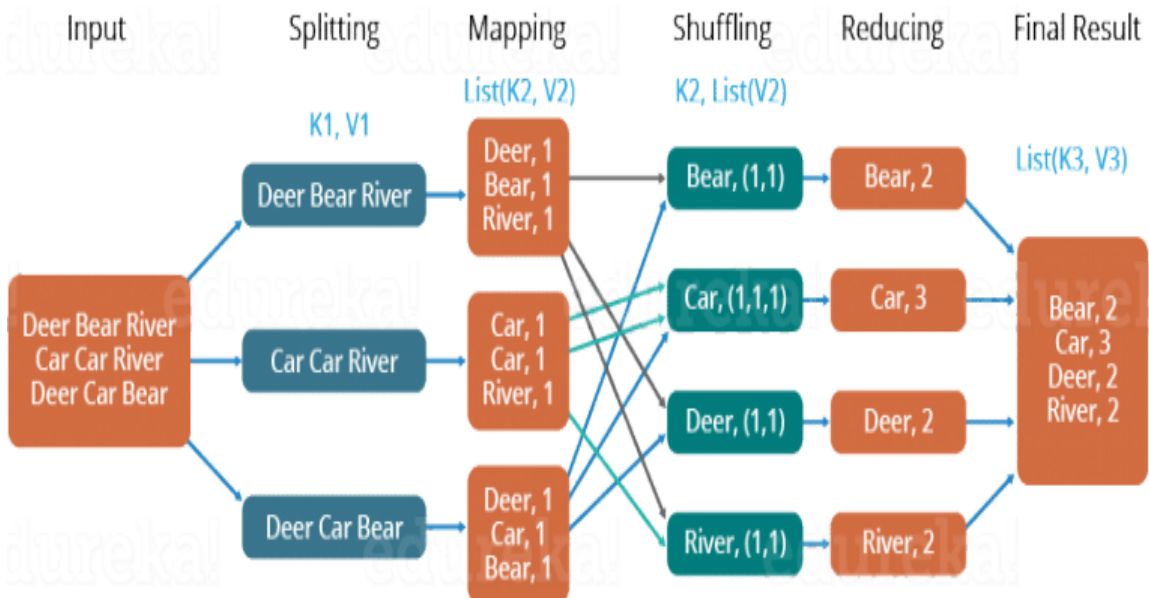 Input
Splitting
Mapping
Shuffling
Reducing
Final Result
List(K2, V2)
K2, List(V2)
K1, V1
List(K3, V3)
Deer Bear River
Car Car River
Deer Car Bear
Deer Bear River
Car Car River
Deer Car Bear
Deer, 1
Bear, 1
River, 1
Car, 1
Car, 1
River, 1
Deer, 1
Car, 1
Bear, 1
Bear, (1,1)
Car, (1,1,1)
Deer, (1,1)
River, (1,1)
Bear, 2
Car, 3
Deer, 2
River, 2
Bear, 2
Car, 3
Deer, 2
River, 2
edureka!